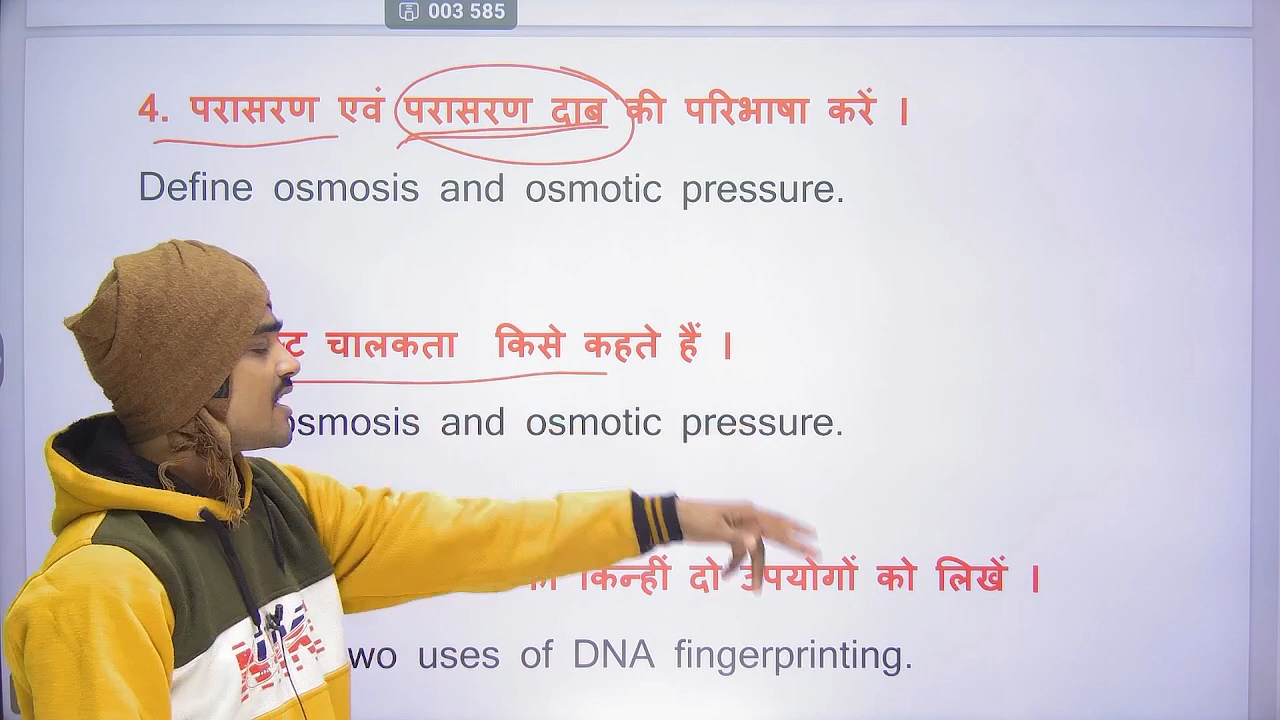 003 585
4. परासरण एवं परासरण दाब की परिभाषा करें ।
Define osmosis and osmotic pressure.
चालकता किसे कहते हैं ।
osmosis and osmotic pressure.
किन्हीं दो उपयोगों को लिखें ।
uses of DNA fingerprinting.